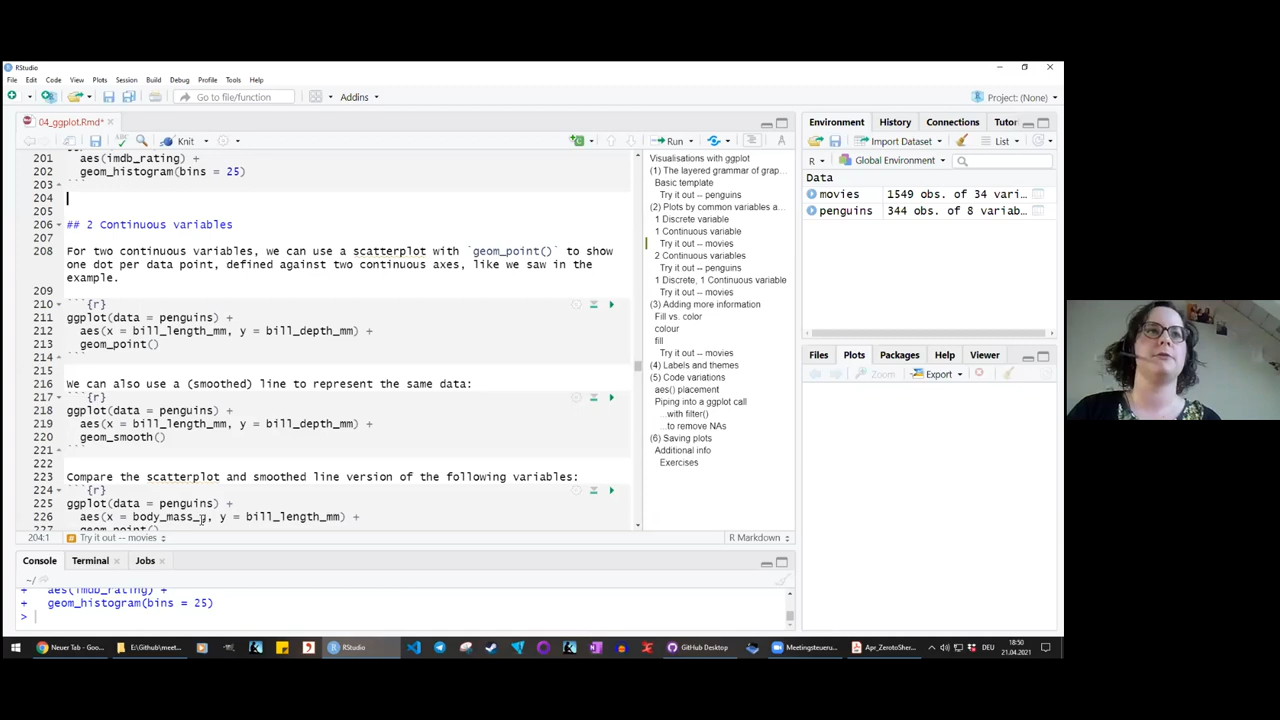 RStudio
File Edit Code View Plots Session Build Debug Profile Tools Help
Go to file/function
Addins
Project: (None)
04_ggplot.Rmd*
Knit
Run
201 aes(imdb_rating) +
202 geom_histogram(bins = 25)
203 ```
204
205
206 ## 2 Continuous variables
207
208 For two continuous variables, we can use a scatterplot with `geom_point()` to show
one dot per data point, defined against two continuous axes, like we saw in the
example.
209
210 ```{r}
211 ggplot(data = penguins) +
212 aes(x = bill_length_mm, y = bill_depth_mm) +
213 geom_point()
214 ```
215
216 We can also use a (smoothed) line to represent the same data:
217 ```{r}
218 ggplot(data = penguins) +
219 aes(x = bill_length_mm, y = bill_depth_mm) +
220 geom_smooth()
221 ```
222
223 Compare the scatterplot and smoothed line version of the following variables:
224 ```{r}
225 ggplot(data = penguins) +
226 aes(x = body_mass_g, y = bill_length_mm) +
227 geom_point()
204:1 Try it out -- movies R Markdown
Visualisations with ggplot
(1) The layered grammar of grap...
Basic template
Try it out -- penguins
(2) Plots by common variables a...
1 Discrete variable
1 Continuous variable
Try it out -- movies
2 Continuous variables
Try it out -- penguins
1 Discrete, 1 Continuous variable
Try it out -- movies
(3) Adding more information
Fill vs. color
colour
fill
Try it out -- movies
(4) Labels and themes
(5) Code variations
aes() placement
Piping into a ggplot call
...with filter()
...to remove NAs
(6) Saving plots
Additional info
Exercises
Console Terminal Jobs
~/
+ aes(imdb_rating) +
+ geom_histogram(bins = 25)
>
Environment History Connections Tutor
Import Dataset List
R Global Environment
Data
movies 1549 obs. of 34 vari...
penguins 344 obs. of 8 variab...
Files Plots Packages Help Viewer
Zoom Export
Neuer Tab - Goo... E:\Github\meet... RStudio GitHub Desktop Meetingsteueru... Apr_ZerotoSher... DEU 18:50
21.04.2021